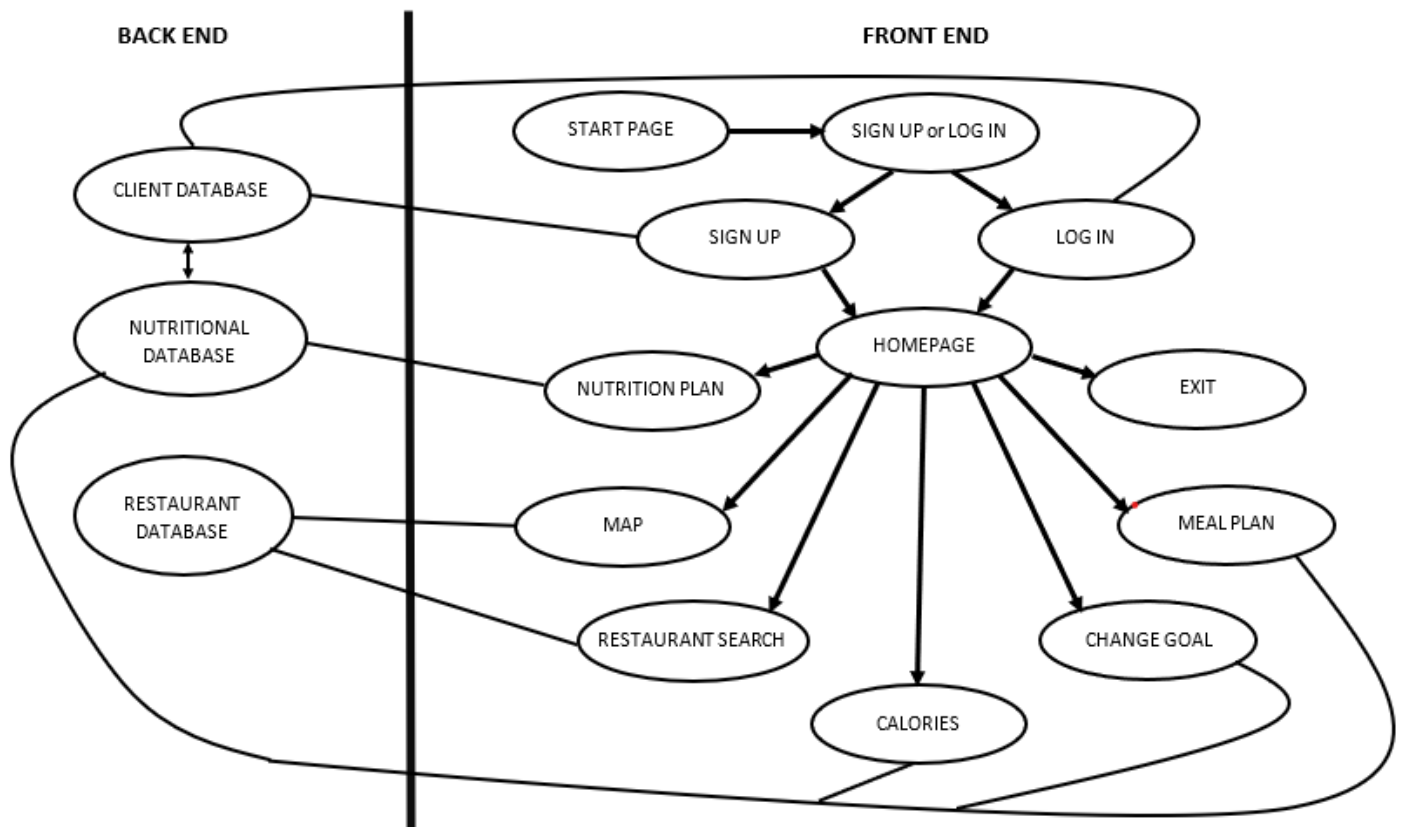 BACK END
FRONT END
START PAGE
SIGN UP or LOG IN
CLIENT DATABASE
SIGN UP
LOG IN
NUTRITIONAL
DATABASE
HOMEPAGE
NUTRITION PLAN
EXIT
RESTAURANT
DATABASE
MAP
MEAL PLAN
RESTAURANT SEARCH
CHANGE GOAL
CALORIES